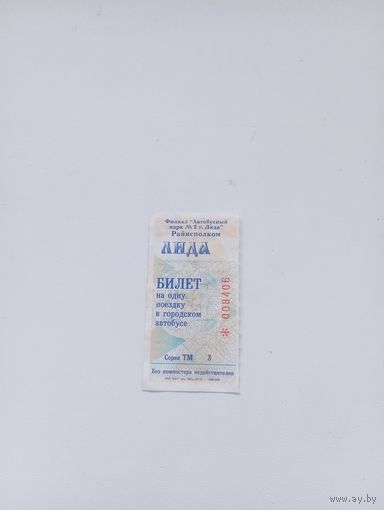 Филиал "Автобусный
парк № 2 г. Лида"
Райисполком
ЛИДА
БИЛЕТ
на одну
поездку
в городском
автобусе
* 008406
Серия ТМ 3
Без компостера недействителен
www.ay.by